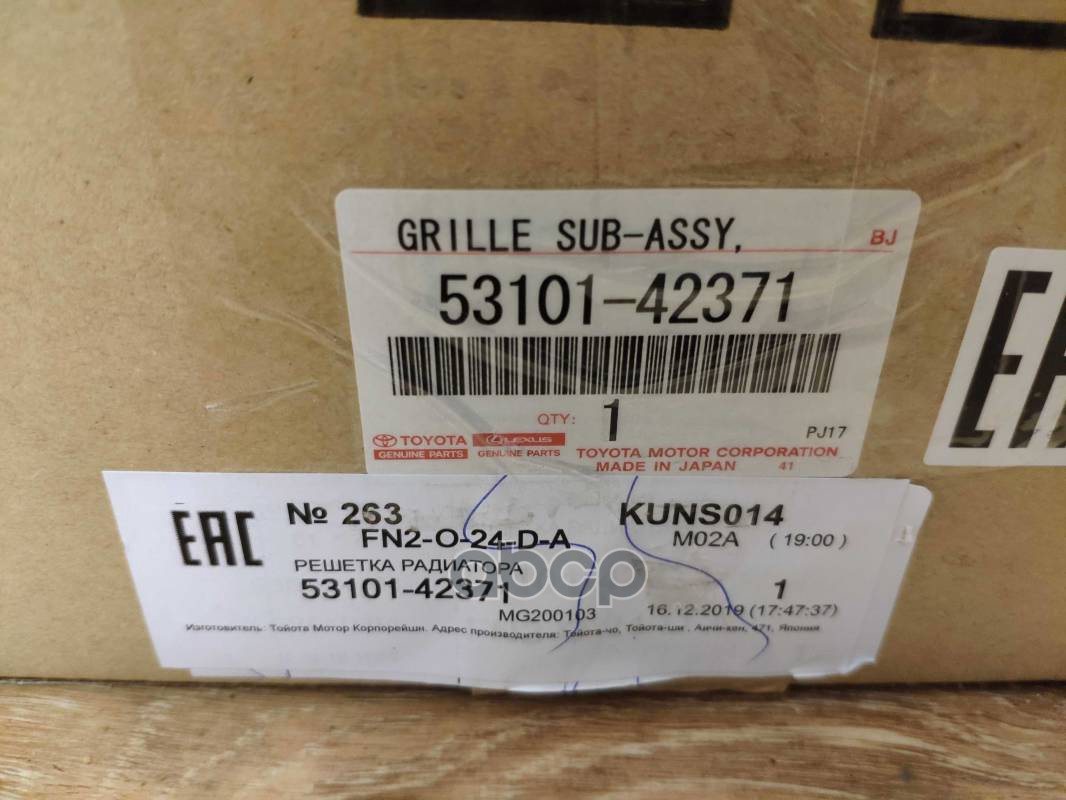 GRILLE SUB-ASSY,
BJ
53101-42371
QTY: 1
PJ17
TOYOTA
GENUINE PARTS
LEXUS
GENUINE PARTS
TOYOTA MOTOR CORPORATION
MADE IN JAPAN 41
EAC
EAC № 263 KUNS014
FN2-O-24-D-A M02A ( 19:00 )
РЕШЕТКА РАДИАТОРА
53101-42371 1
MG200103 16.12.2019 (17:47:37)
Изготовитель: Тойота Мотор Корпорейшн. Адрес производителя: Тойота-чо, Тойота-ши , Аичи-кен, 471, Япония
abcp